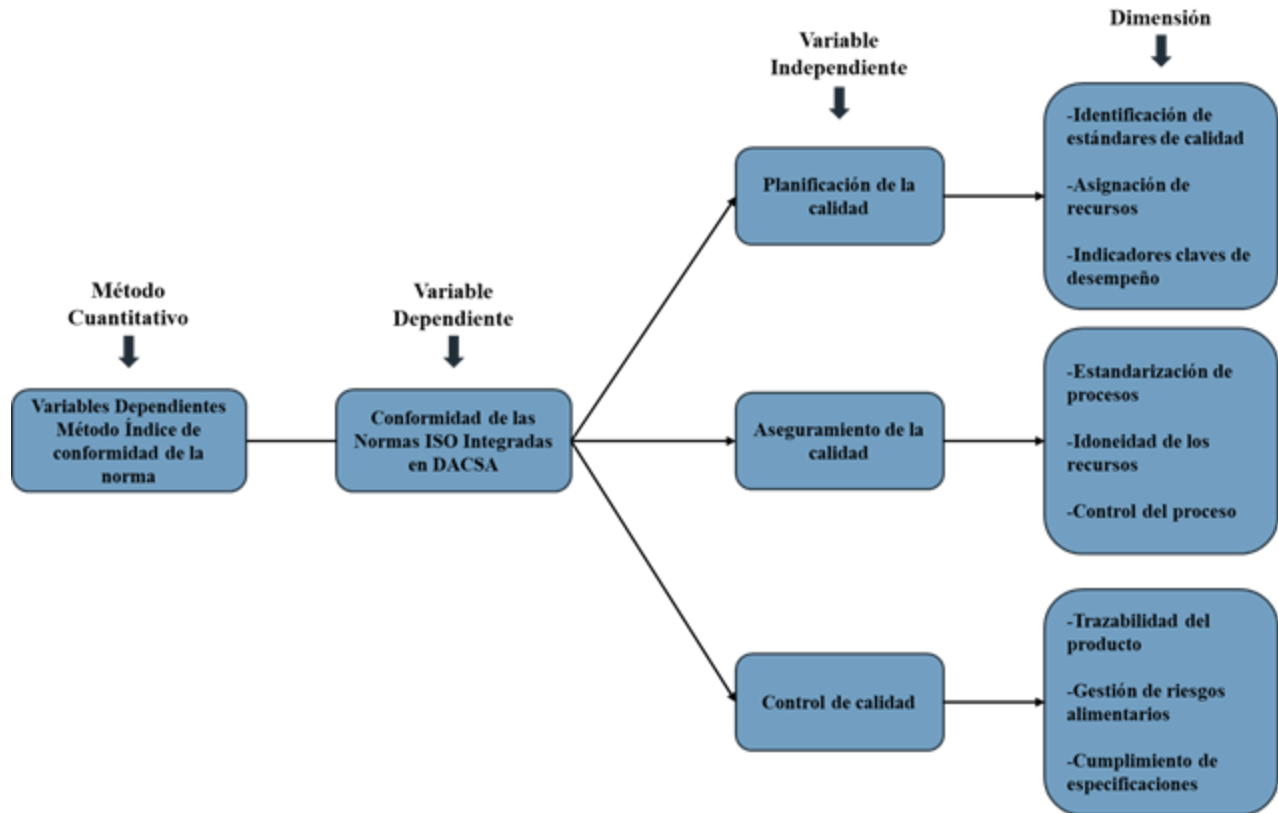 Método
Cuantitativo
Variables Dependientes
Método Índice de
conformidad de la
norma
Variable
Dependiente
Conformidad de las
Normas ISO Integradas
en DACSA
Variable
Independiente
Planificación de la
calidad
Aseguramiento de la
calidad
Control de calidad
Dimensión
-Identificación de
estándares de calidad
-Asignación de
recursos
-Indicadores claves de
desempeño
-Estandarización de
procesos
-Idoneidad de los
recursos
-Control del proceso
-Trazabilidad del
producto
-Gestión de riesgos
alimentarios
-Cumplimiento de
especificaciones